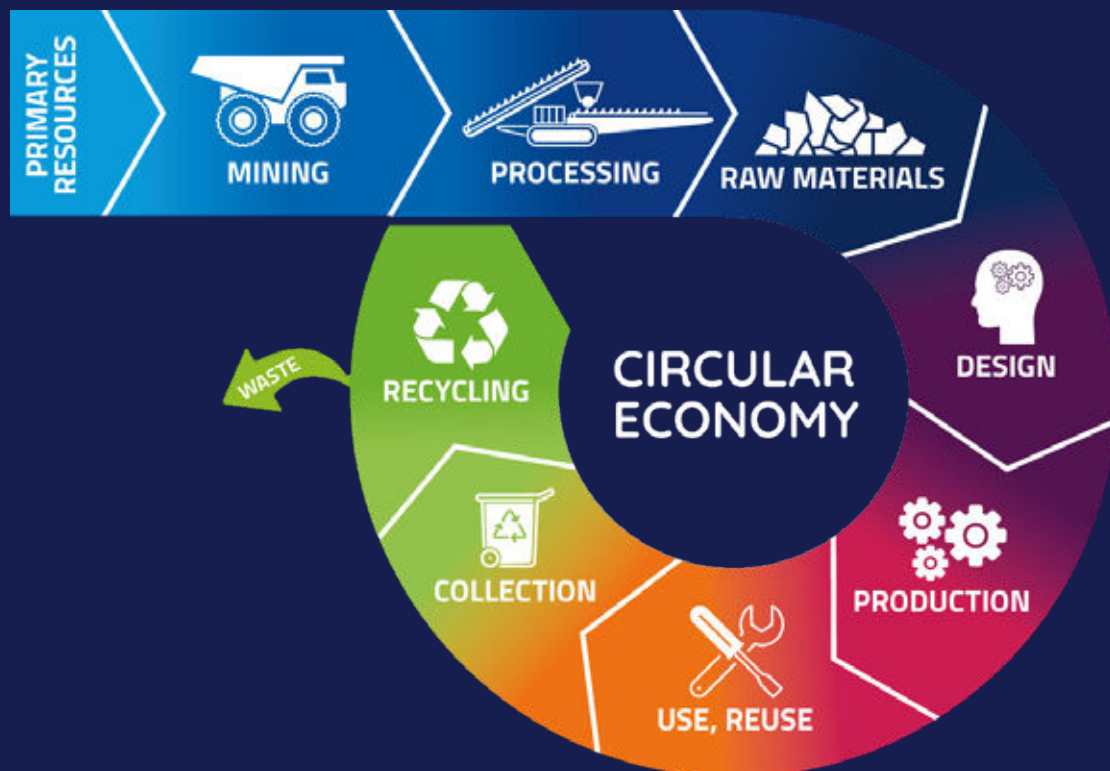 PRIMARY
RESOURCES
MINING
PROCESSING
RAW MATERIALS
DESIGN
PRODUCTION
USE, REUSE
COLLECTION
RECYCLING
WASTE
CIRCULAR
ECONOMY